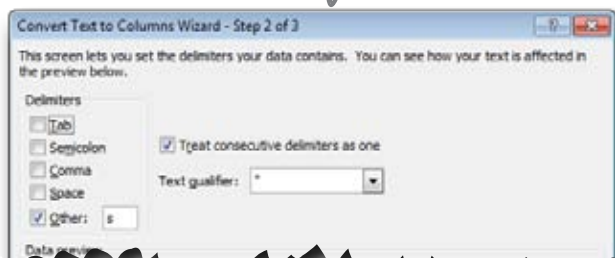 Convert Text to Columns Wizard - Step 2 of 3
This screen lets you set the delimiters your data contains. You can see how your text is affected in
the preview below.
Delimiters
Tab
Semicolon
Treat consecutive delimiters as one
Comma
Text qualifier: "
Space
Other: s
Data preview